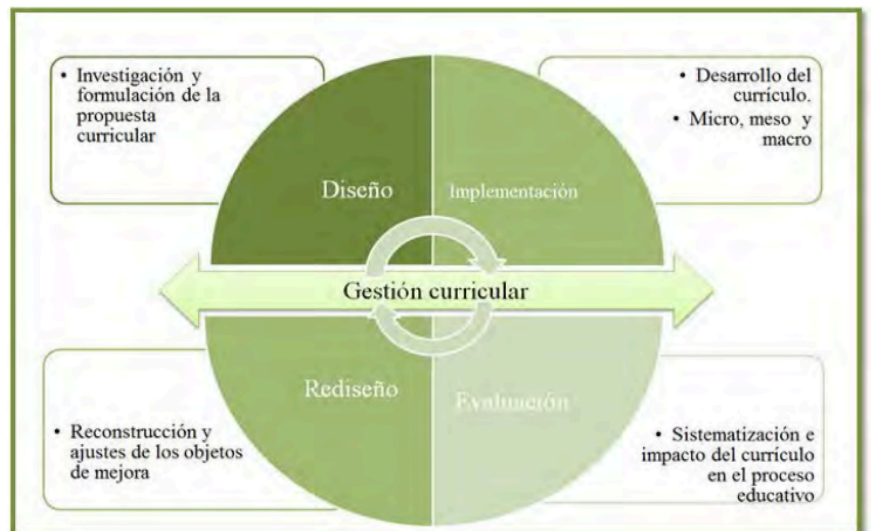 • Investigación y
formulación de la
propuesta
curricular
• Desarrollo del
currículo.
• Micro, meso y
macro
Diseño
Implementación
Gestión curricular
Rediseño
Evaluación
• Reconstrucción y
ajustes de los objetos
de mejora
• Sistematización e
impacto del currículo
en el proceso
educativo